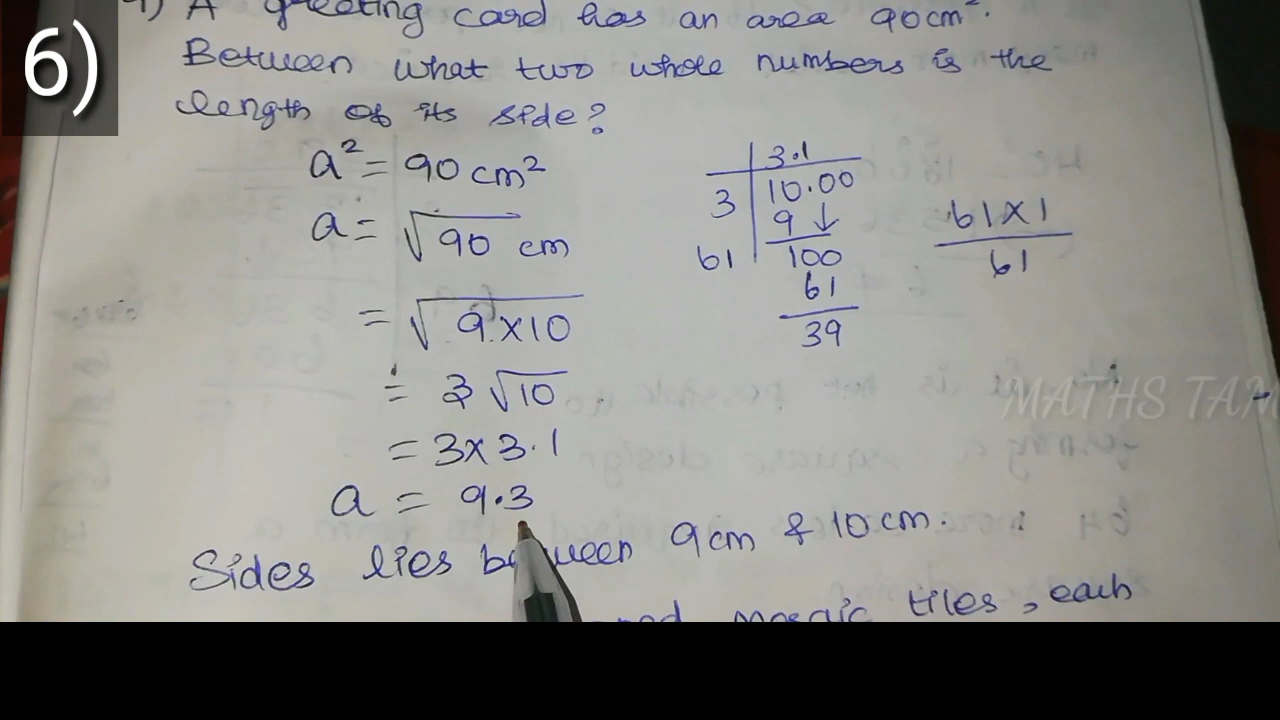 6)
A greeting card has an area 90cm².
Between what two whole numbers is the
length of its side?
a² = 90 cm²
a = √90 cm
= √9×10
= 3 √10
= 3×3.1
a = 9.3
3.1
3 10.00
9 ↓
61 100
61
39
61×1
61
MATHS TAM
Sides lies between 9cm & 10cm.
mosaic tiles, each